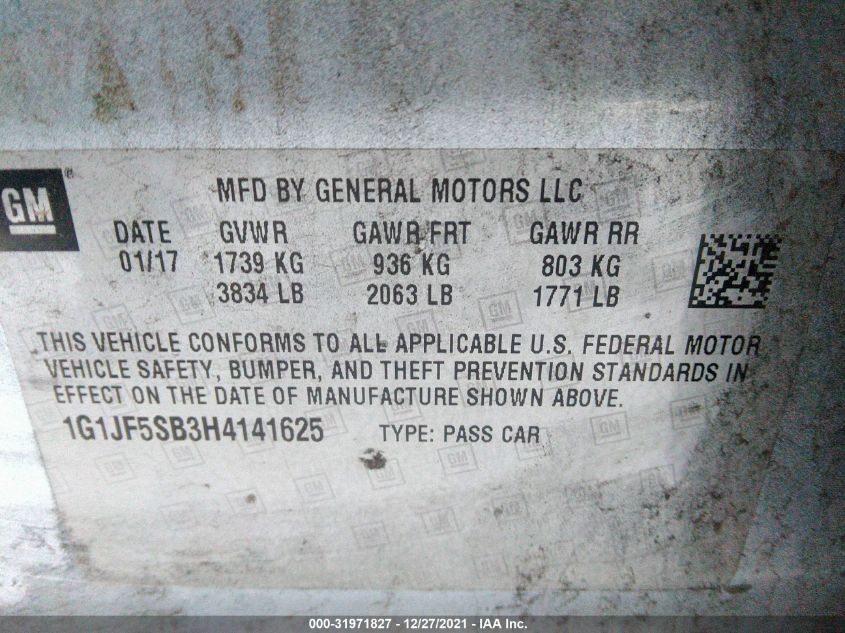 GM ®
MFD BY GENERAL MOTORS LLC
DATE GVWR GAWR FRT GAWR RR
01/17 1739 KG 936 KG 803 KG
3834 LB 2063 LB 1771 LB
THIS VEHICLE CONFORMS TO ALL APPLICABLE U.S. FEDERAL MOTOR
VEHICLE SAFETY, BUMPER, AND THEFT PREVENTION STANDARDS IN
EFFECT ON THE DATE OF MANUFACTURE SHOWN ABOVE.
1G1JF5SB3H4141625 TYPE: PASS CAR
000-31971827 - 12/27/2021 - IAA Inc.